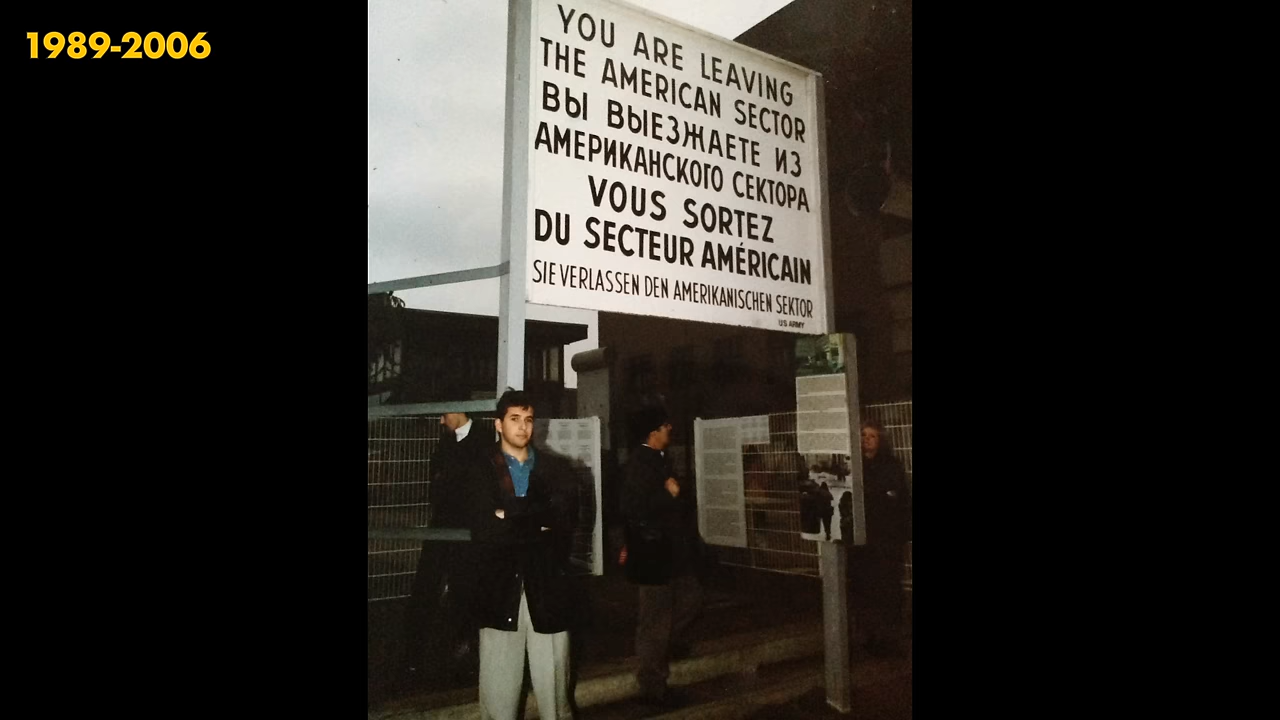 1989-2006
YOU ARE LEAVING
THE AMERICAN SECTOR
ВЫ ВЫЕЗЖАЕТЕ ИЗ
АМЕРИКАНСКОГО СЕКТОРА
VOUS SORTEZ
DU SECTEUR AMÉRICAIN
SIE VERLASSEN DEN AMERIKANISCHEN SEKTOR
US ARMY